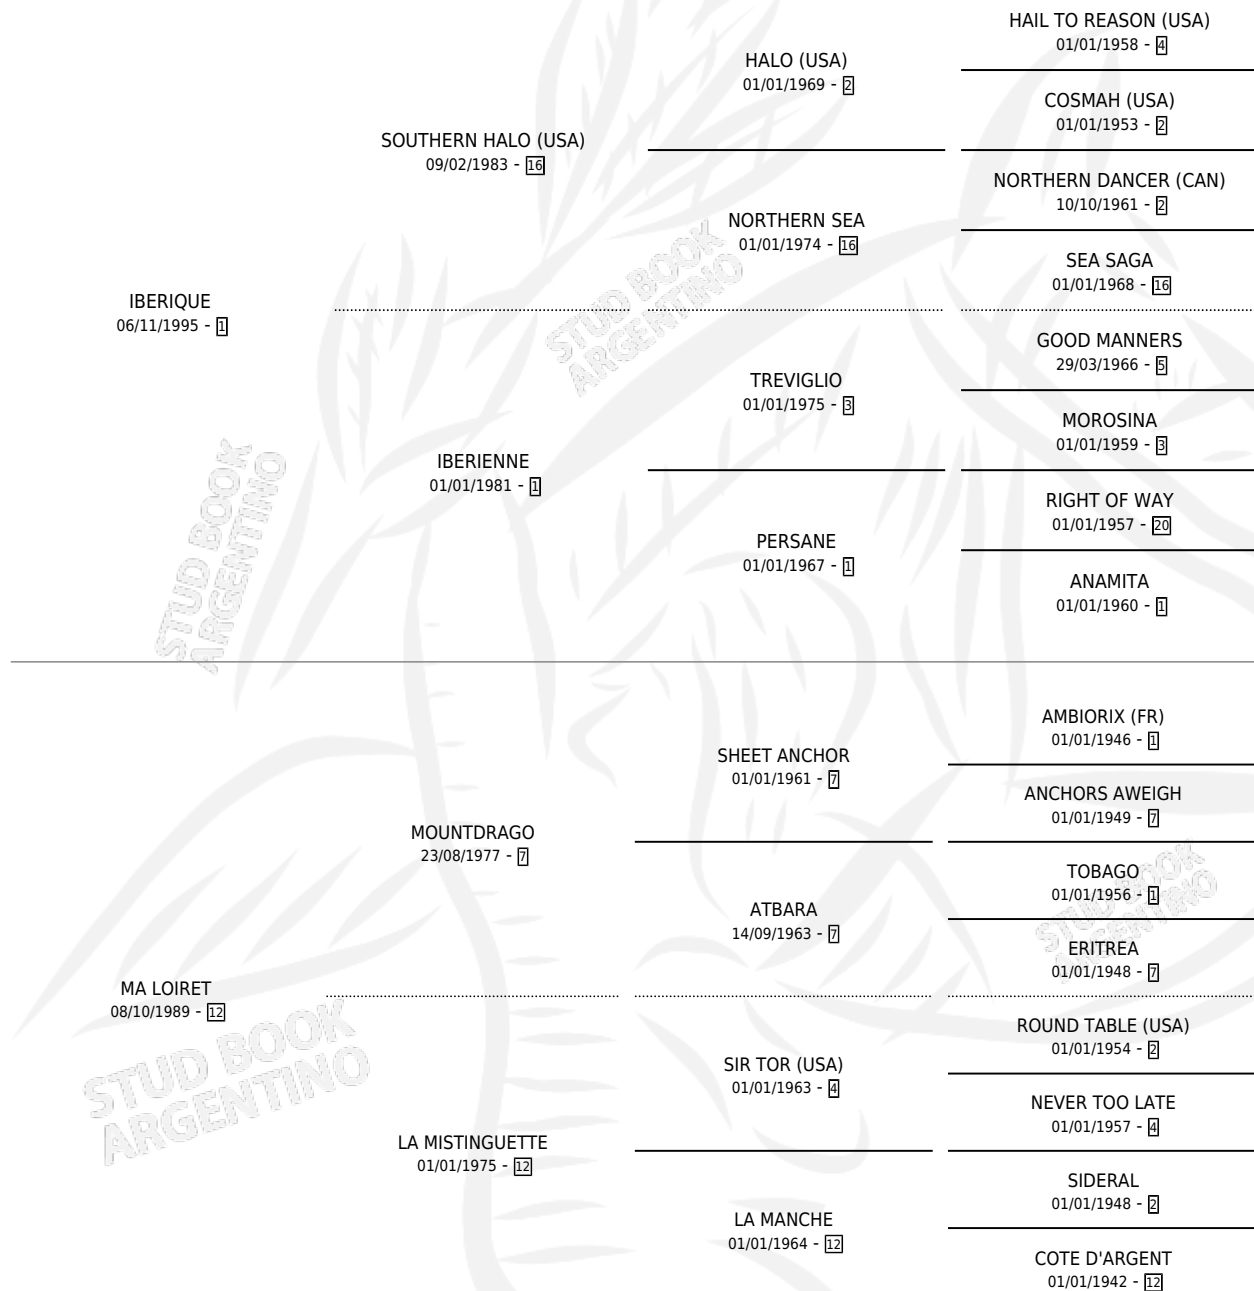 IBERIQUE
06/11/1995 - 1
SOUTHERN HALO (USA)
09/02/1983 - 16
HALO (USA)
01/01/1969 - 2
HAIL TO REASON (USA)
01/01/1958 - 4
COSMAH (USA)
01/01/1953 - 2
NORTHERN SEA
01/01/1974 - 16
NORTHERN DANCER (CAN)
10/10/1961 - 2
SEA SAGA
01/01/1968 - 16
IBERIENNE
01/01/1981 - 1
TREVIGLIO
01/01/1975 - 3
GOOD MANNERS
29/03/1966 - 5
MOROSINA
01/01/1959 - 3
PERSANE
01/01/1967 - 1
RIGHT OF WAY
01/01/1957 - 20
ANAMITA
01/01/1960 - 1
MA LOIRET
08/10/1989 - 12
MOUNTDRAGO
23/08/1977 - 7
SHEET ANCHOR
01/01/1961 - 7
AMBIORIX (FR)
01/01/1946 - 1
ANCHORS AWEIGH
01/01/1949 - 7
ATBARA
14/09/1963 - 7
TOBAGO
01/01/1956 - 1
ERITREA
01/01/1948 - 7
LA MISTINGUETTE
01/01/1975 - 12
SIR TOR (USA)
01/01/1963 - 4
ROUND TABLE (USA)
01/01/1954 - 2
NEVER TOO LATE
01/01/1957 - 4
LA MANCHE
01/01/1964 - 12
SIDERAL
01/01/1948 - 2
COTE D'ARGENT
01/01/1942 - 12
STUD BOOK
ARGENTINO
STUD BOOK
ARGENTINO
STUD BOOK
ARGENTINO
STUD BOOK
ARGENTINO